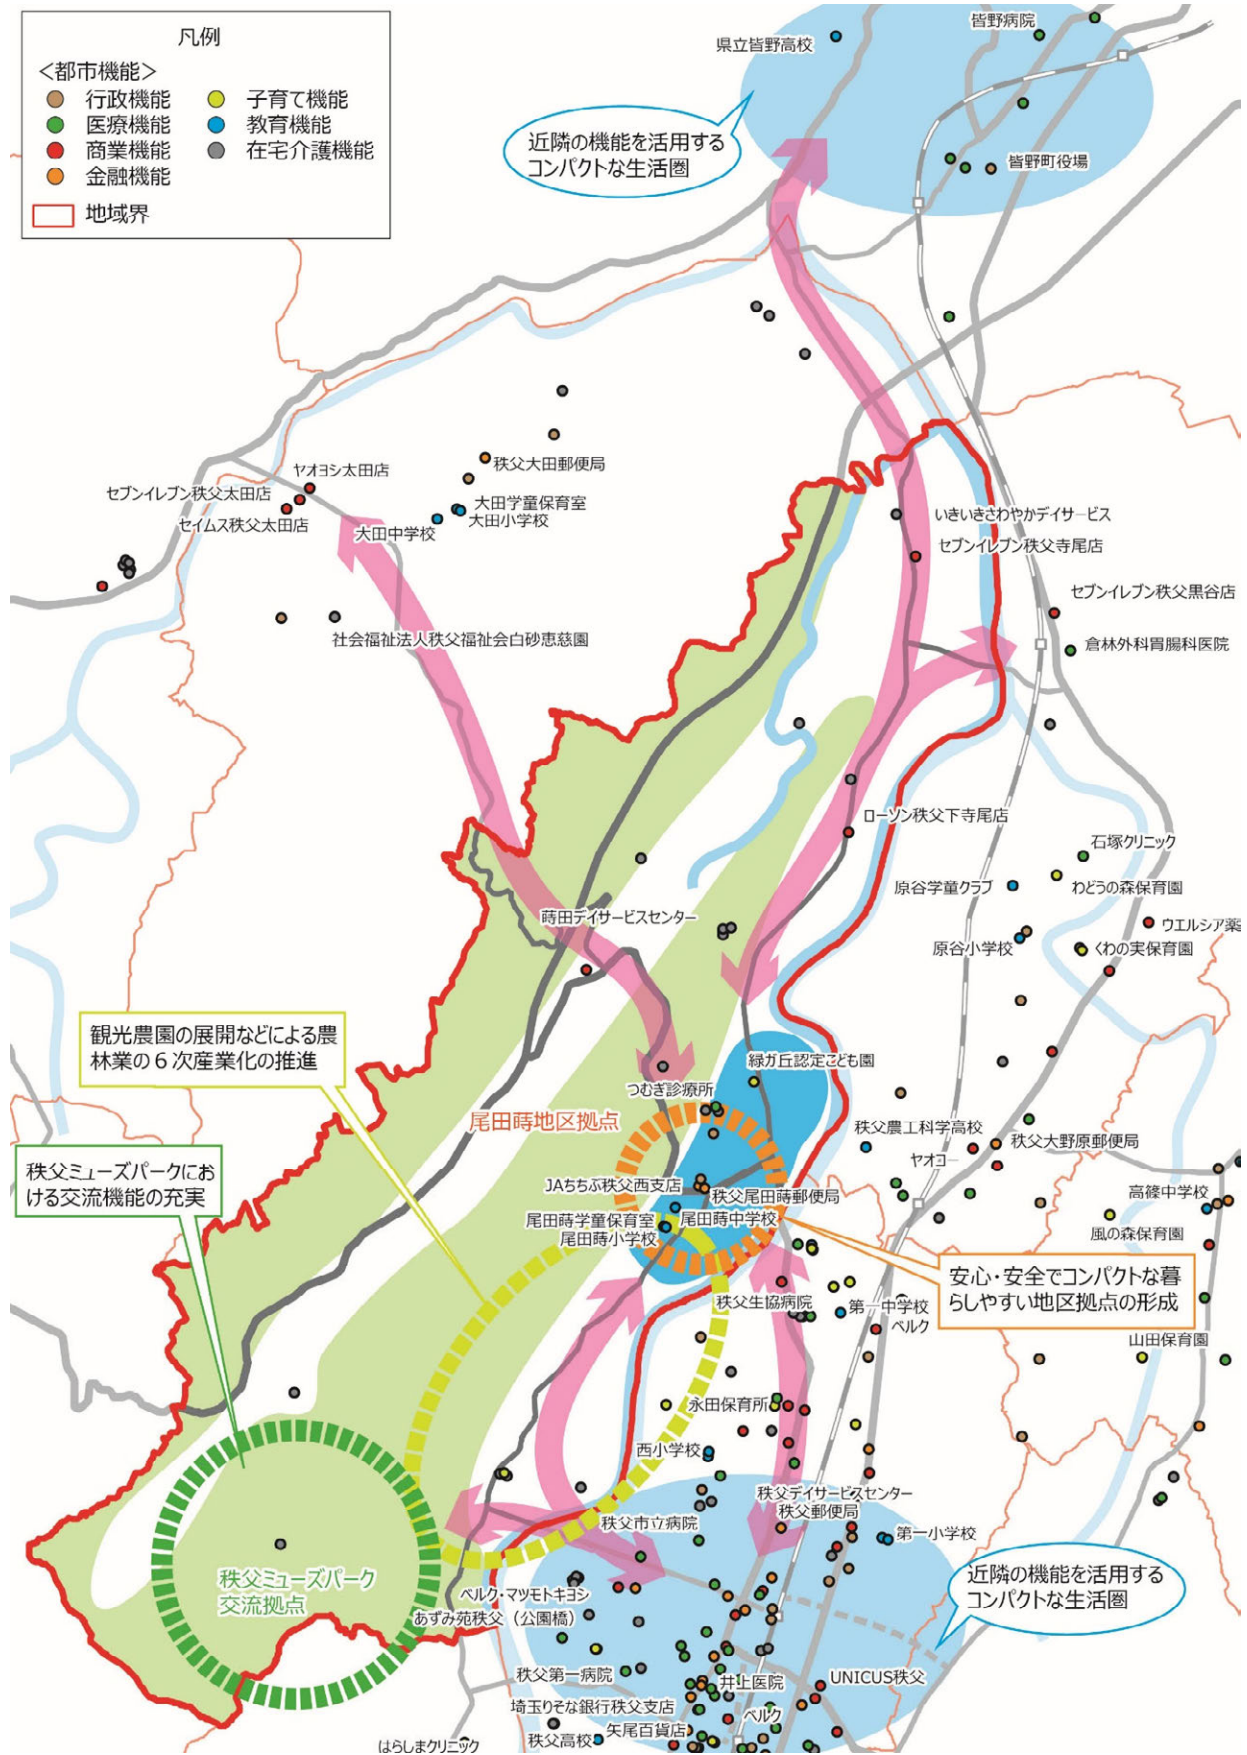 凡例
<都市機能>
行政機能
子育て機能
医療機能
教育機能
商業機能
在宅介護機能
金融機能
地域界
県立皆野高校
皆野病院
近隣の機能を活用する
コンパクトな生活圏
皆野町役場
ヤオヨシ太田店
秩父大田郵便局
セブンイレブン秩父太田店
セイムス秩父太田店
大田学童保育室
大田小学校
大田中学校
いきいきさわやかデイサービス
セブンイレブン秩父寺尾店
セブンイレブン秩父黒谷店
社会福祉法人秩父福祉会白砂恵慈園
倉林外科胃腸科医院
ローソン秩父下寺尾店
石塚クリニック
原谷学童クラブ
わどうの森保育園
蒔田デイサービスセンター
ウエルシア薬
原谷小学校
くわの実保育園
観光農園の展開などによる農
林業の6次産業化の推進
緑ガ丘認定こども園
つむぎ診療所
尾田蒔地区拠点
秩父農工科学高校
秩父大野原郵便局
ヤオコー
秩父ミューズパークにお
ける交流機能の充実
JAちちぶ秩父西支店
秩父尾田蒔郵便局
高篠中学校
尾田蒔学童保育室
尾田蒔中学校
尾田蒔小学校
風の森保育園
安心・安全でコンパクトな暮
らしやすい地区拠点の形成
秩父生協病院
第一中学校
ベルク
山田保育園
永田保育所
西小学校
秩父デイサービスセンター
秩父郵便局
秩父市立病院
第一小学校
秩父ミューズパーク
交流拠点
近隣の機能を活用する
コンパクトな生活圏
ベルク・マツモトキヨシ
あずみ苑秩父（公園橋）
秩父第一病院
井上医院
UNICUS秩父
埼玉りそな銀行秩父支店
ベルク
矢尾百貨店
秩父高校
はらしまクリニック